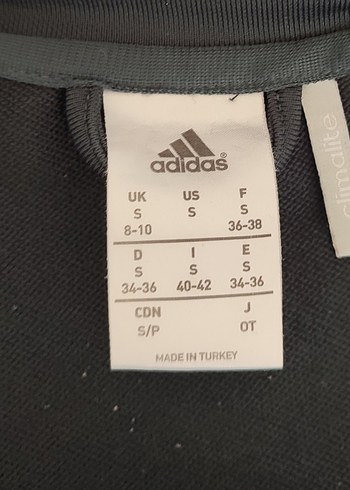 adidas®
UK US F
S S S
8-10 36-38
D I E
S S S
34-36 40-42 34-36
CDN J
S/P OT
MADE IN TURKEY
climalite